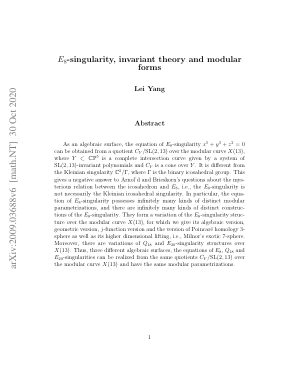 E₈-singularity, invariant theory and modular
forms
Lei Yang
Abstract
As an algebraic surface, the equation of E₈-singularity x⁵ + y³ + z² = 0
can be obtained from a quotient C_Y/SL(2, 13) over the modular curve X(13),
where Y ⊂ CP⁵ is a complete intersection curve given by a system of
SL(2, 13)-invariant polynomials and C_Y is a cone over Y. It is different from
the Kleinian singularity C²/Γ, where Γ is the binary icosahedral group. This
gives a negative answer to Arnol'd and Brieskorn's questions about the mys-
terious relation between the icosahedron and E₈, i.e., the E₈-singularity is
not necessarily the Kleinian icosahedral singularity. In particular, the equa-
tion of E₈-singularity possesses infinitely many kinds of distinct modular
parametrizations, and there are infinitely many kinds of distinct construc-
tions of the E₈-singularity. They form a variation of the E₈-singularity struc-
ture over the modular curve X(13), for which we give its algebraic version,
geometric version, j-function version and the version of Poincaré homology 3-
sphere as well as its higher dimensional lifting, i.e., Milnor's exotic 7-sphere.
Moreover, there are variations of Q₁₈ and E₂₀-singularity structures over
X(13). Thus, three different algebraic surfaces, the equations of E₈, Q₁₈ and
E₂₀-singularities can be realized from the same quotients C_Y/SL(2, 13) over
the modular curve X(13) and have the same modular parametrizations.
1
arXiv:2009.03688v6 [math.NT] 30 Oct 2020